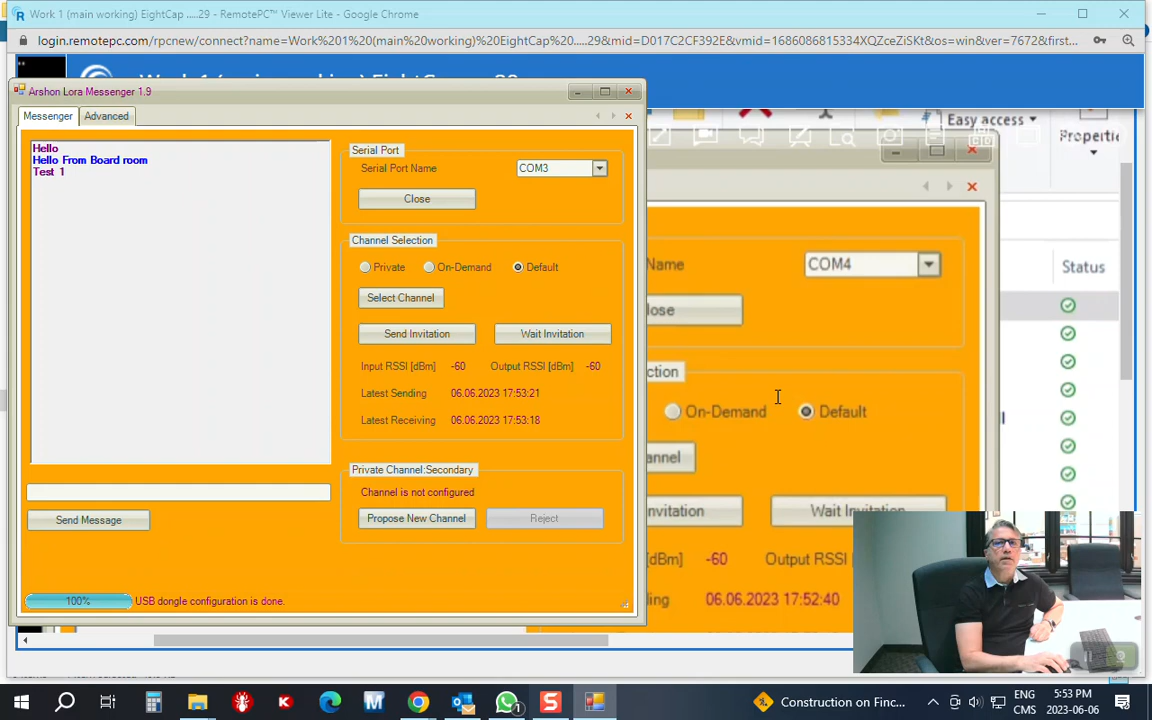 Work 1 (main working) EightCap .....29 - RemotePC™ Viewer Lite - Google Chrome
login.remotepc.com/rpcnew/connect?name=Work%201%20(main%20working)%20EightCap%20.....29&mid=D017C2CF392E&vmid=1686086815334XQZceZiSKt&os=win&ver=7672&first...
Arshon Lora Messenger 1.9
Messenger
Advanced
Hello
Hello From Board room
Test 1
Serial Port
Serial Port Name
COM3
Close
Channel Selection
Private
On-Demand
Default
Select Channel
Send Invitation
Wait Invitation
Input RSSI [dBm] -60 Output RSSI [dBm] -60
Latest Sending 06.06.2023 17:53:21
Latest Receiving 06.06.2023 17:53:18
Private Channel:Secondary
Channel is not configured
Propose New Channel
Reject
Send Message
100%
USB dongle configuration is done.
Easy access
Properti
Name
COM4
Status
lose
ction
On-Demand
Default
annel
nvitation
Wait Invitation
[dBm] -60 Output RSSI
ing 06.06.2023 17:52:40
1
Construction on Finc...
ENG
CMS
5:53 PM
2023-06-06